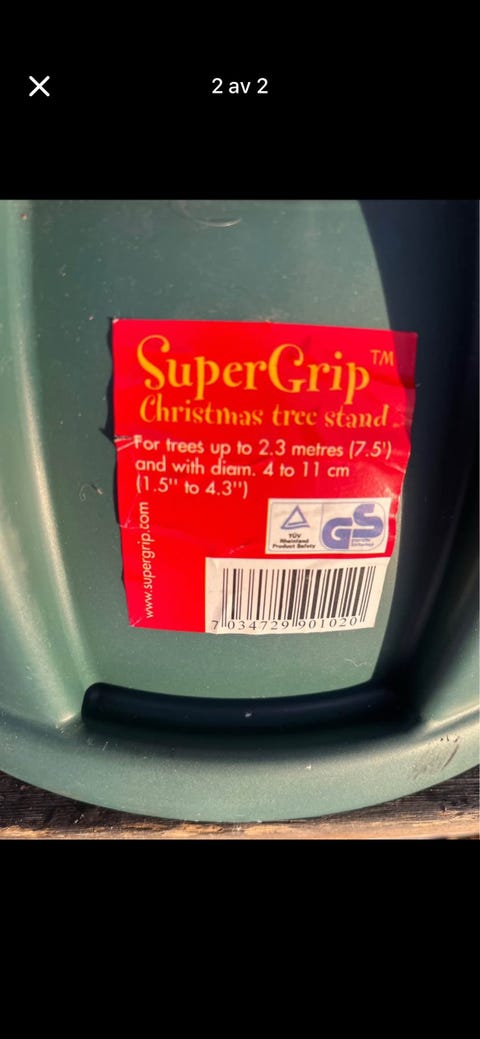 2 av 2
SuperGrip™
Christmas tree stand
For trees up to 2.3 metres (7.5')
and with diam. 4 to 11 cm
(1.5'' to 4.3'')
www.supergrip.com
TÜV
Rheinland
Product Safety
GS
7 034729 901020